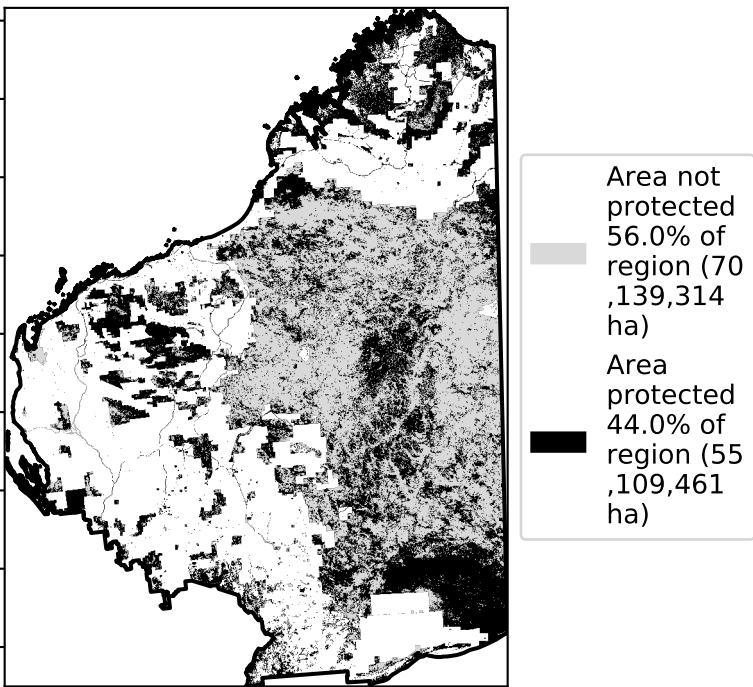 Area not
protected
56.0% of
region (70
,139,314
ha)
Area
protected
44.0% of
region (55
,109,461
ha)